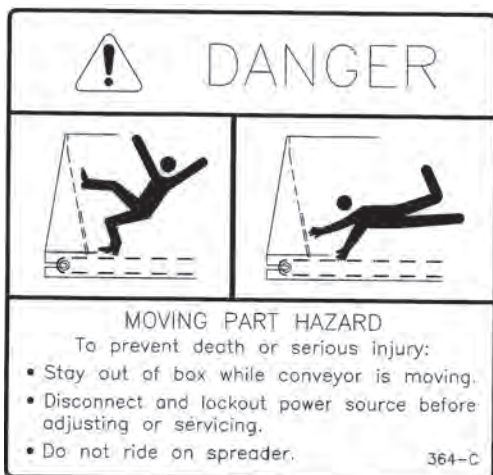 DANGER
MOVING PART HAZARD
To prevent death or serious injury:
• Stay out of box while conveyor is moving.
• Disconnect and lockout power source before
adjusting or servicing.
• Do not ride on spreader.
364-C